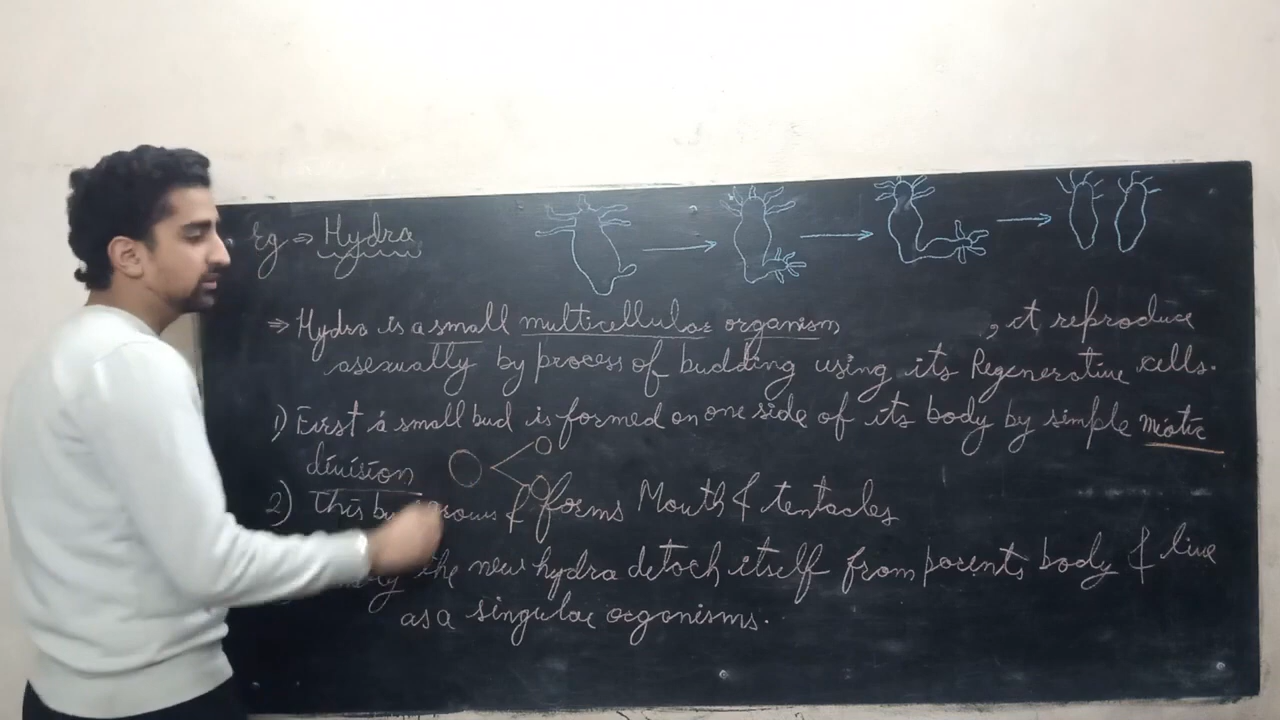 Eg ⇒ Hydra
⇒ Hydra is a small multicellular organism , it reproduce
asexually by process of budding using its Regenerative cells.
1) First a small bud is formed on one side of its body by simple miotic
division
2) This grows & forms Mouth & tentacles
the new hydra detach itself from parents body & live
as a singular organisms.